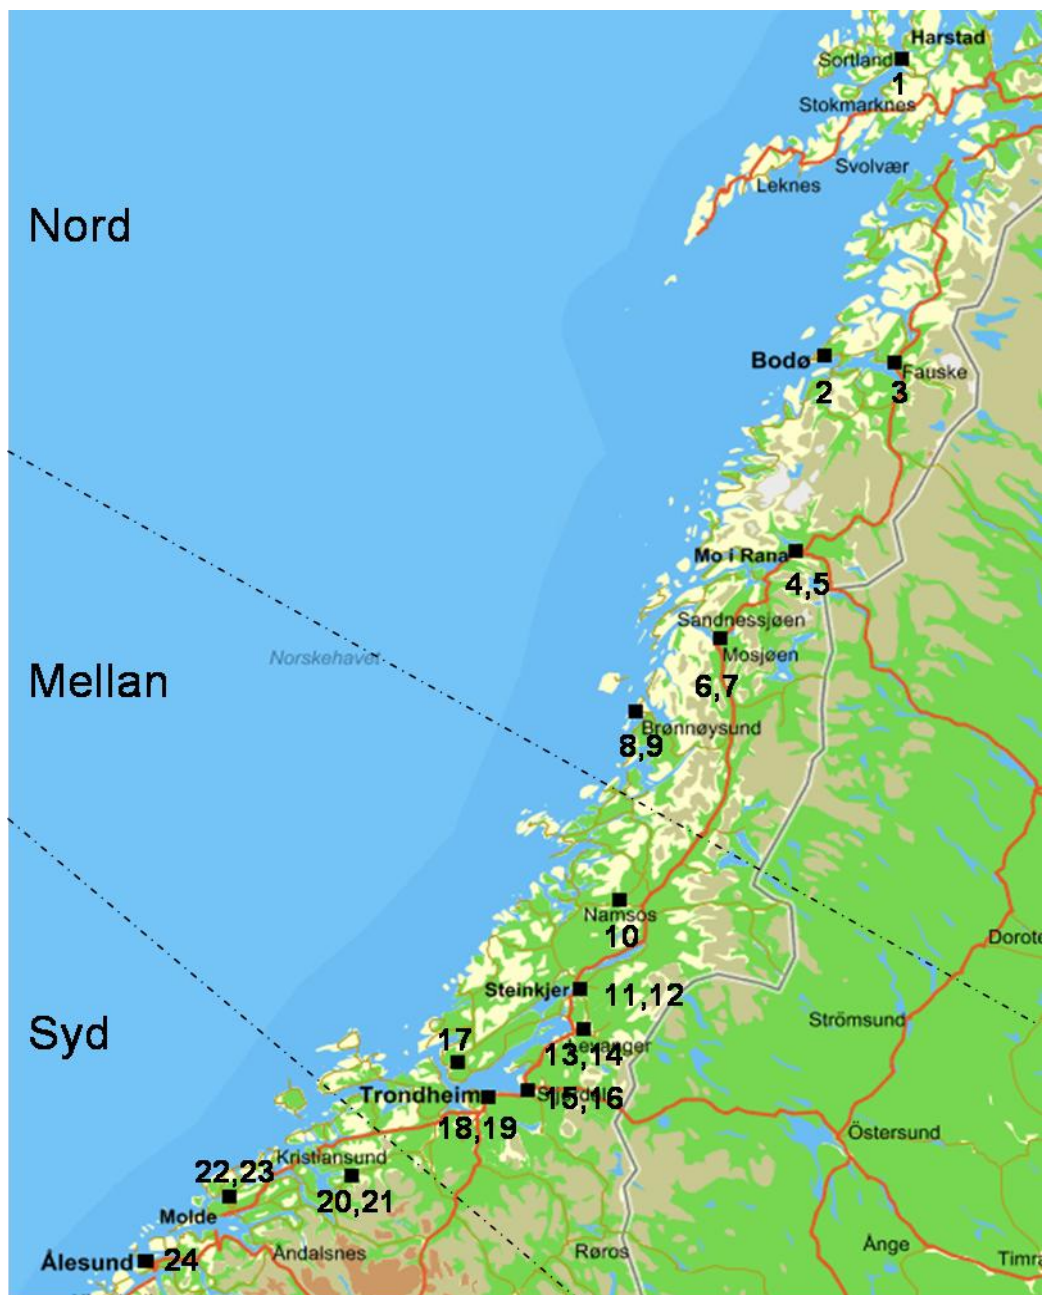 Harstad
Sortland
1
Stokmarknes
Svolvær
Leknes
Nord
Bodø
Fauske
2
3
Mo i Rana
4,5
Sandnessjøen
Norskehavet
Mosjøen
Mellan
6,7
Brønnøysund
8,9
Namsos
10
Dorote
Steinkjer
11,12
Strömsund
Syd
17
Levanger
13,14
Trondheim
15,16
18,19
Östersund
Kristiansund
22,23
20,21
Molde
Åndalsnes
Røros
Ånge
Timrå
Ålesund
24